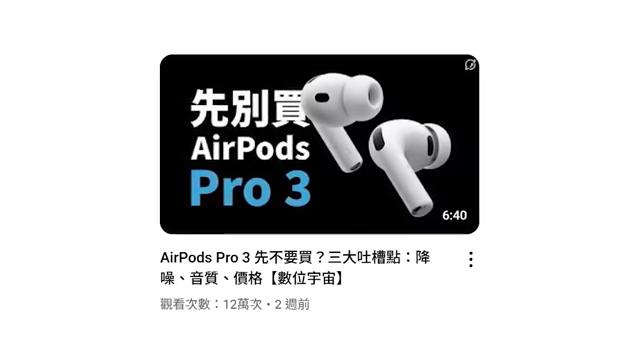 先別買
AirPods
Pro 3
6:40
AirPods Pro 3 先不要買？三大吐槽點：降
噪、音質、價格【數位宇宙】
觀看次數：12萬次・2 週前